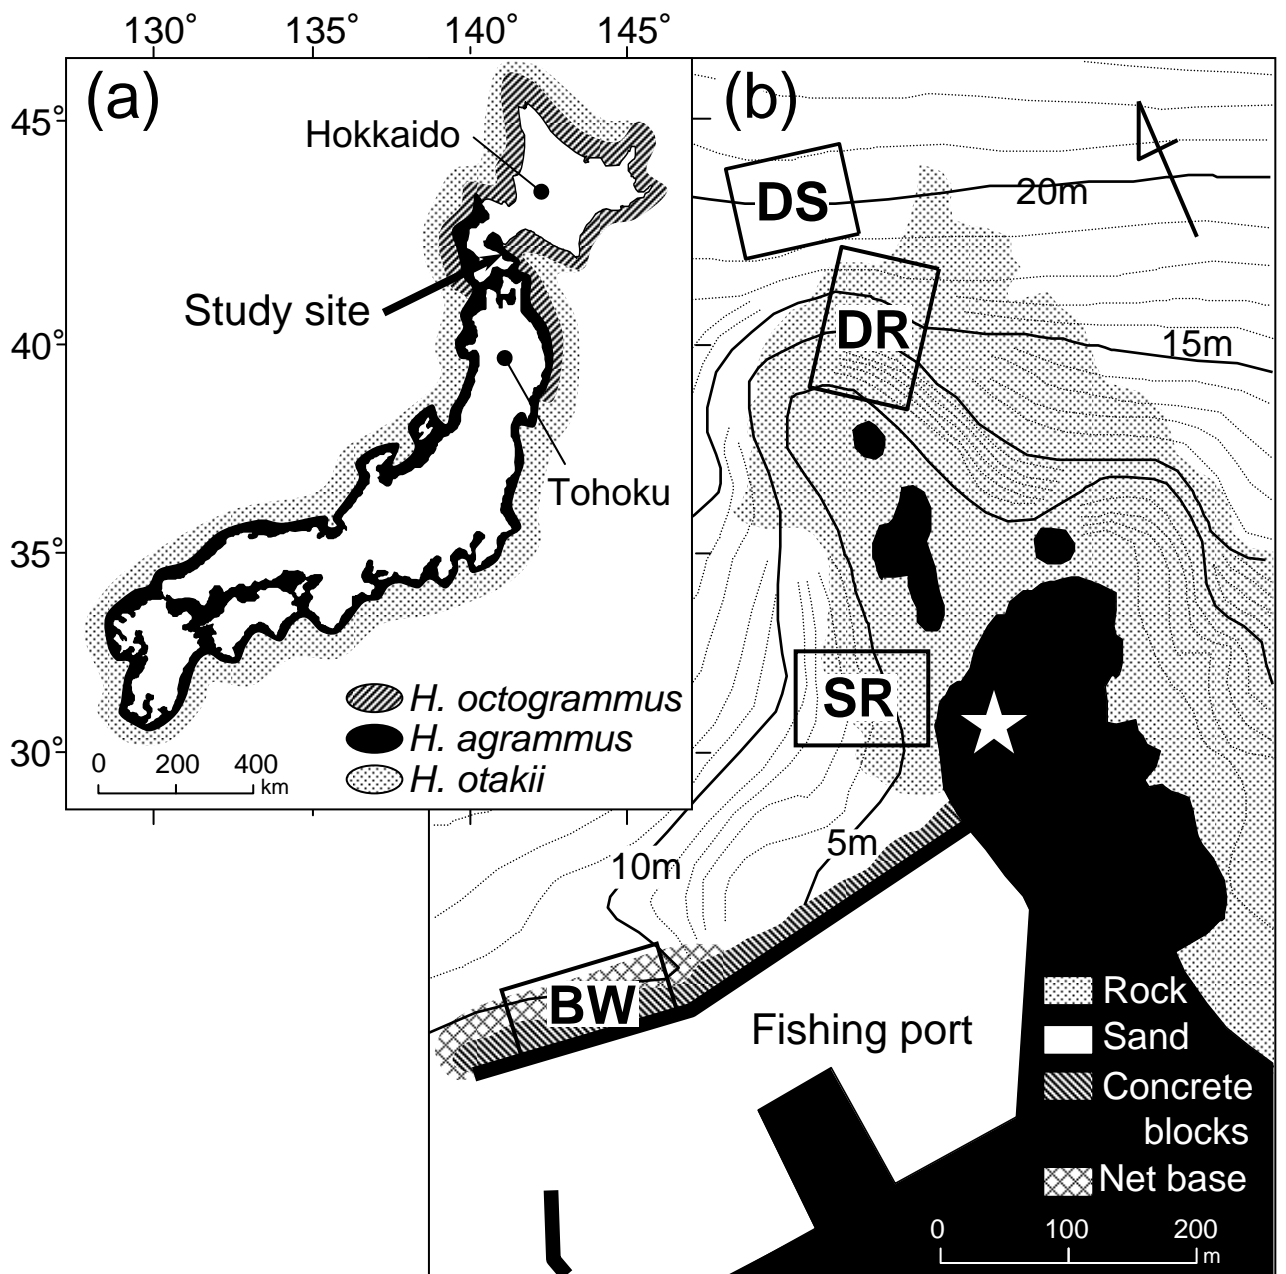 130° 135° 140° 145°
(a)
(b)
45°
40°
35°
30°
Hokkaido
Study site
Tohoku
H. octogrammus
H. agrammus
H. otakii
0 200 400
km
DS
20m
DR
15m
SR
5m
10m
BW
Fishing port
Rock
Sand
Concrete
blocks
Net base
0 100 200
m